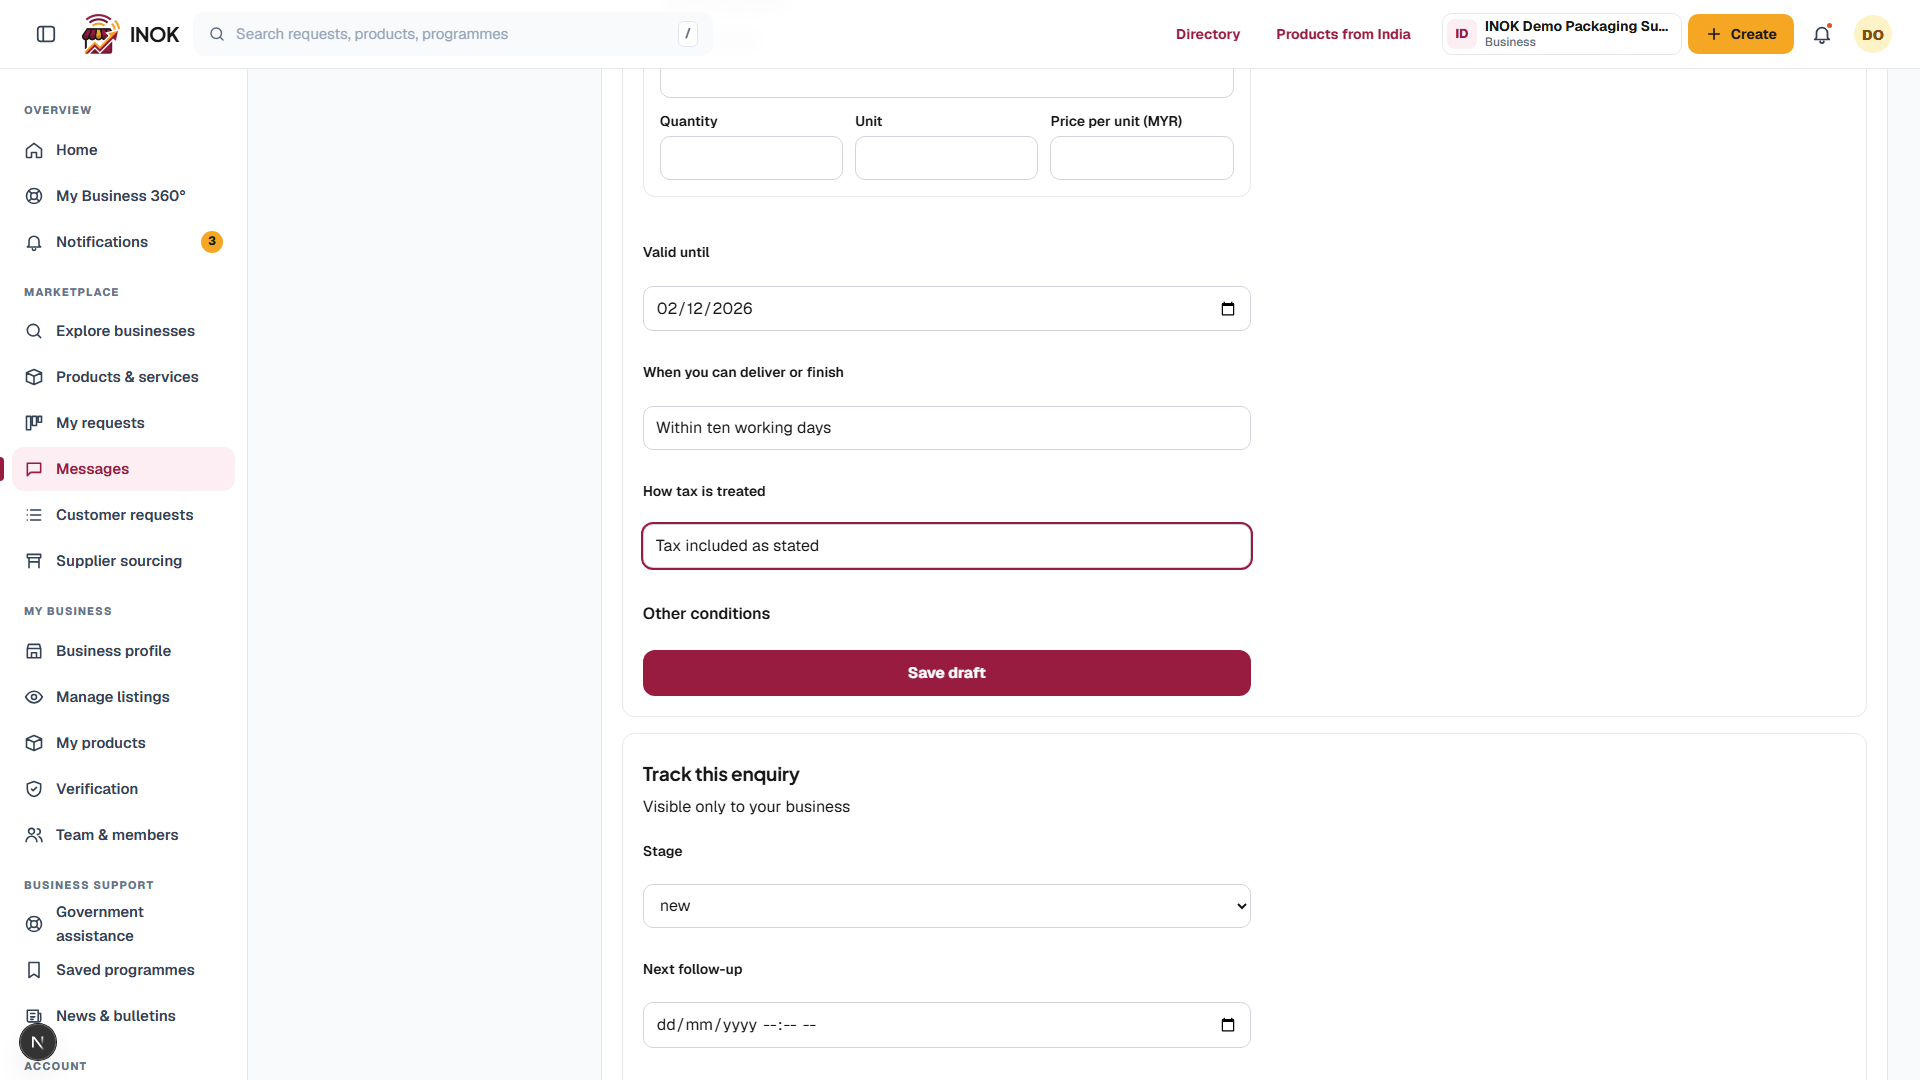 INOK
Search requests, products, programmes
/
Directory
Products from India
ID
INOK Demo Packaging Su...
Business
+ Create
DO
OVERVIEW
Home
My Business 360°
Notifications
3
MARKETPLACE
Explore businesses
Products & services
My requests
Messages
Customer requests
Supplier sourcing
MY BUSINESS
Business profile
Manage listings
My products
Verification
Team & members
BUSINESS SUPPORT
Government
assistance
Saved programmes
News & bulletins
N
ACCOUNT
Quantity
Unit
Price per unit (MYR)
Valid until
02/12/2026
When you can deliver or finish
Within ten working days
How tax is treated
Tax included as stated
Other conditions
Save draft
Track this enquiry
Visible only to your business
Stage
new
Next follow-up
dd/mm/yyyy --:-- --